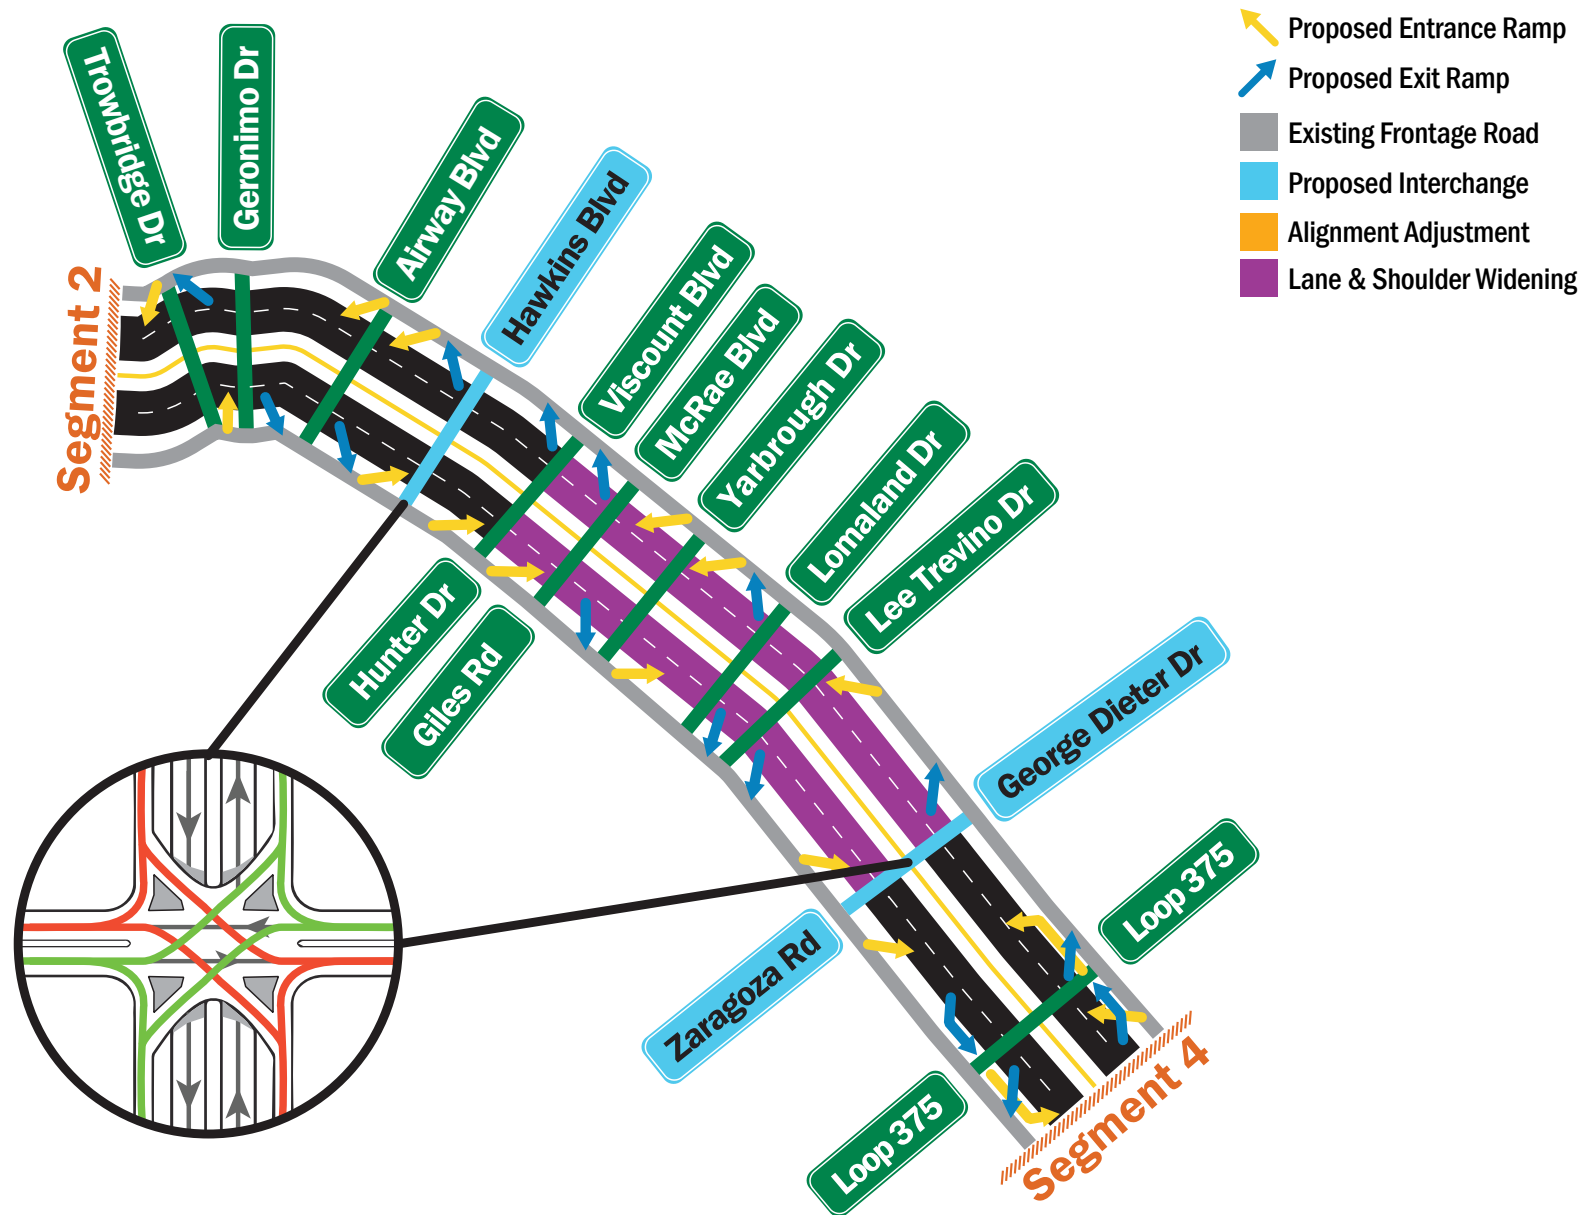 Proposed Entrance Ramp
Proposed Exit Ramp
Existing Frontage Road
Proposed Interchange
Alignment Adjustment
Lane & Shoulder Widening
Trowbridge Dr
Geronimo Dr
Airway Blvd
Hawkins Blvd
Viscount Blvd
McRae Blvd
Yarbrough Dr
Lomaland Dr
Lee Trevino Dr
George Dieter Dr
Loop 375
Segment 2
Hunter Dr
Giles Rd
Zaragoza Rd
Loop 375
Segment 4